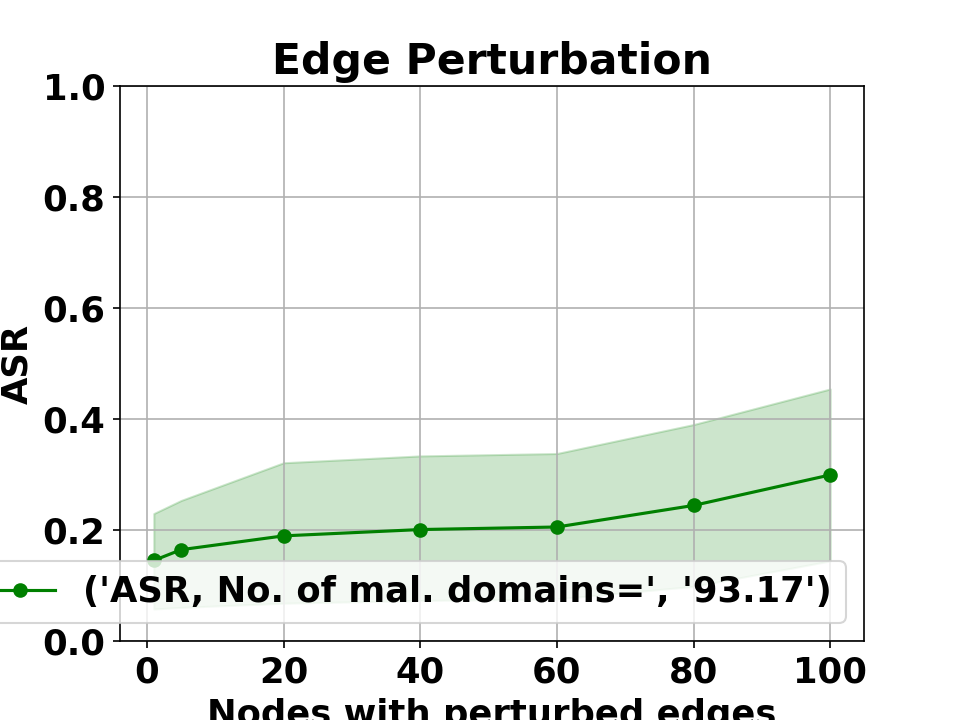 Edge Perturbation
1.0
0.8
0.6
0.4
0.2
0.0
ASR
('ASR, No. of mal. domains=', '93.17')
0 20 40 60 80 100
Nodes with perturbed edges